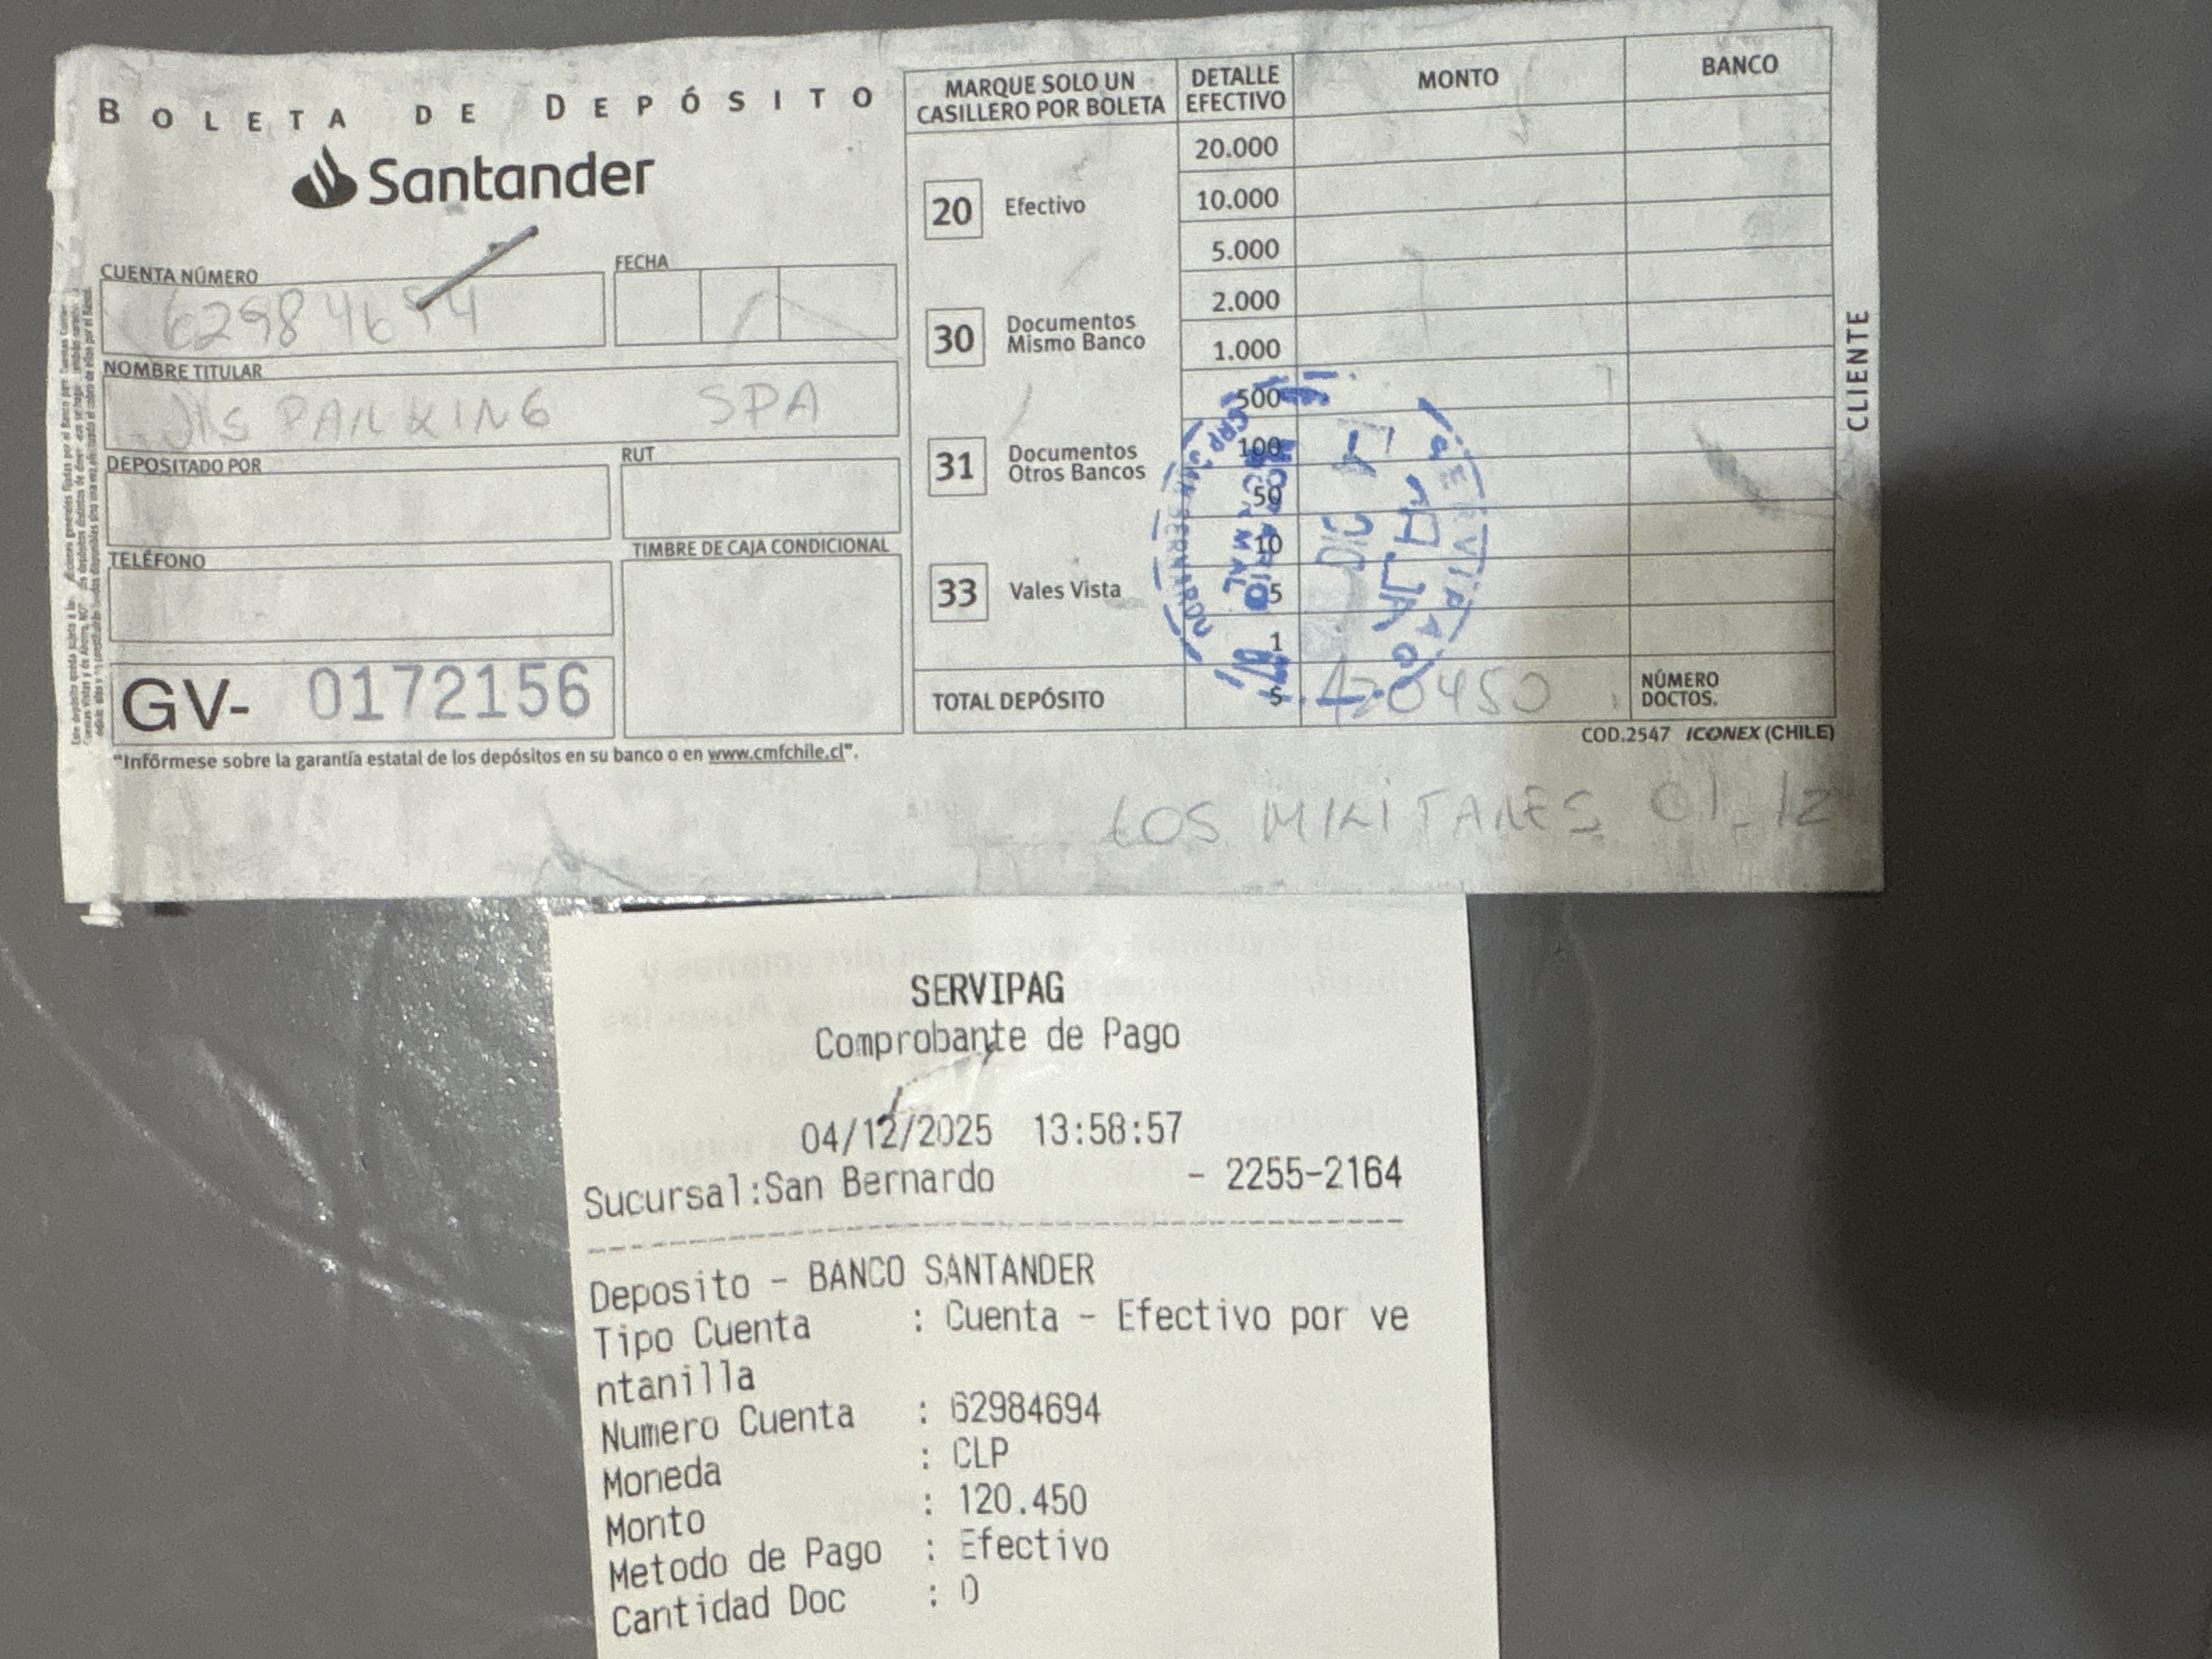 BOLETA DE DEPÓSITO
Santander
CUENTA NÚMERO
62984694
FECHA
NOMBRE TITULAR
JIS PARKING SPA
DEPOSITADO POR
RUT
TELÉFONO
TIMBRE DE CAJA CONDICIONAL
GV- 0172156
"Infórmese sobre la garantía estatal de los depósitos en su banco o en www.cmfchile.cl".
MARQUE SOLO UN
CASILLERO POR BOLETA
20 Efectivo
30 Documentos
Mismo Banco
31 Documentos
Otros Bancos
33 Vales Vista
DETALLE
EFECTIVO
MONTO
BANCO
20.000
10.000
5.000
2.000
1.000
500
100
50
10
5
1
TOTAL DEPÓSITO
$ 120450
NÚMERO
DOCTOS.
CLIENTE
SERVIPAG
SAN BERNARDO
COD.2547 ICONEX (CHILE)
LOS MILITARES 01-12
SERVIPAG
Comprobante de Pago
04/12/2025 13:58:57
Sucursal:San Bernardo - 2255-2164
Deposito - BANCO SANTANDER
Tipo Cuenta : Cuenta - Efectivo por ve
ntanilla
Numero Cuenta : 62984694
Moneda : CLP
Monto : 120.450
Metodo de Pago : Efectivo
Cantidad Doc : 0